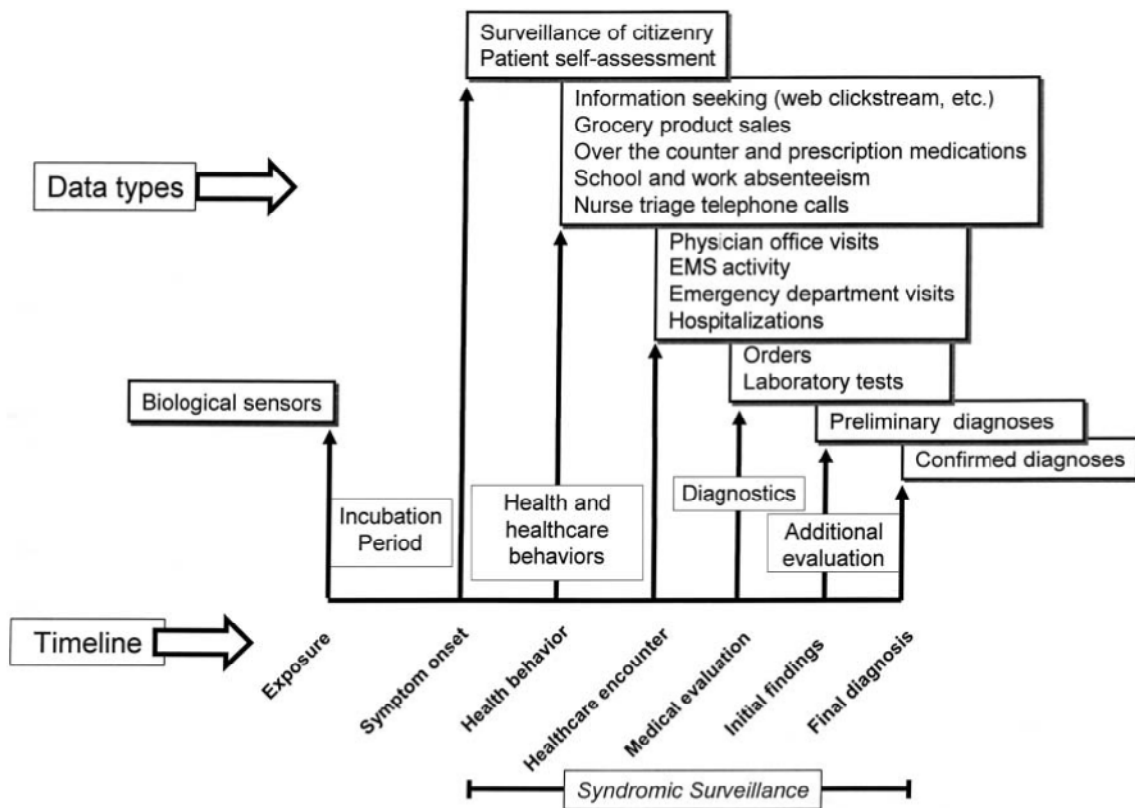 Surveillance of citizenry
Patient self-assessment
Information seeking (web clickstream, etc.)
Grocery product sales
Over the counter and prescription medications
School and work absenteeism
Nurse triage telephone calls
Data types
Physician office visits
EMS activity
Emergency department visits
Hospitalizations
Orders
Laboratory tests
Biological sensors
Preliminary diagnoses
Confirmed diagnoses
Incubation
Period
Health and
healthcare
behaviors
Diagnostics
Additional
evaluation
Timeline
Exposure
Symptom onset
Health behavior
Healthcare encounter
Medical evaluation
Initial findings
Final diagnosis
Syndromic Surveillance